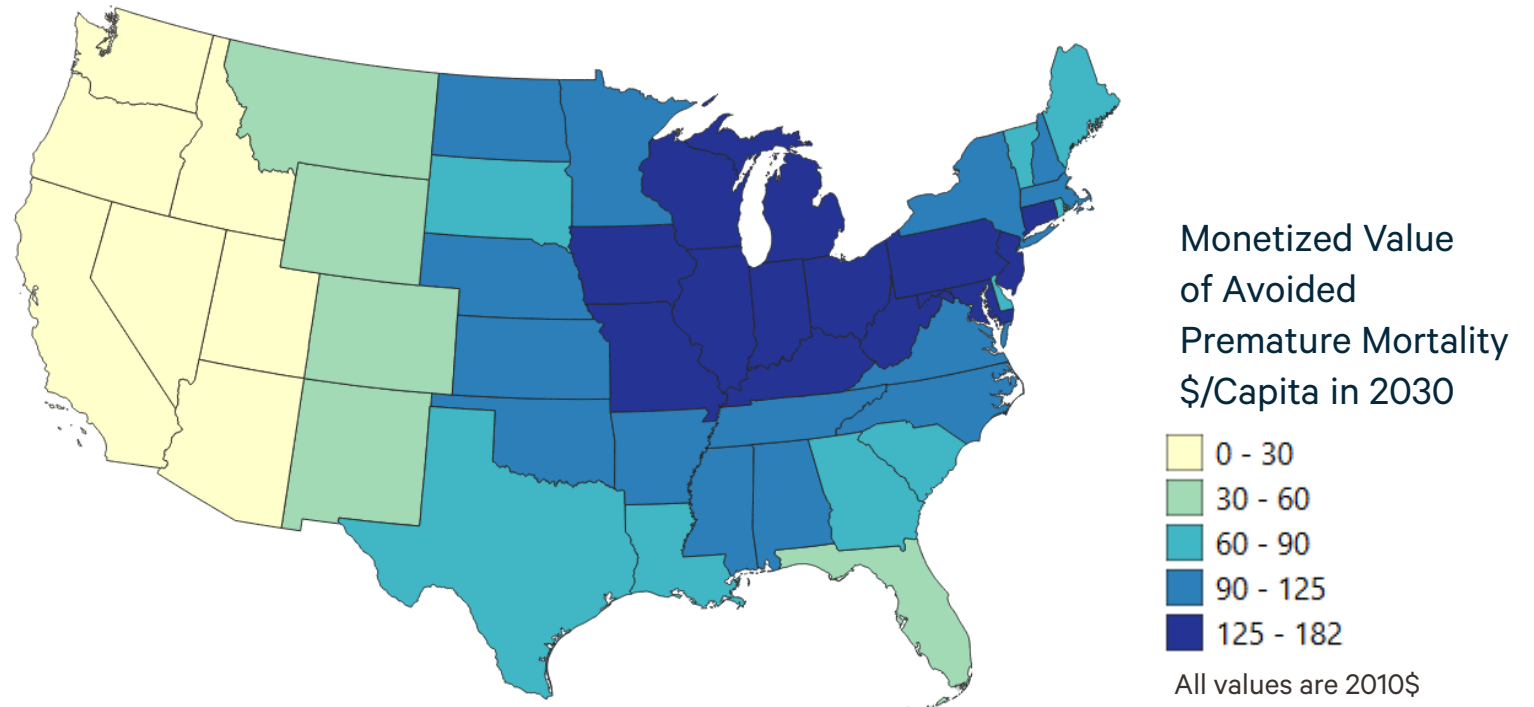 Monetized Value
of Avoided
Premature Mortality
$/Capita in 2030
0 - 30
30 - 60
60 - 90
90 - 125
125 - 182
All values are 2010$